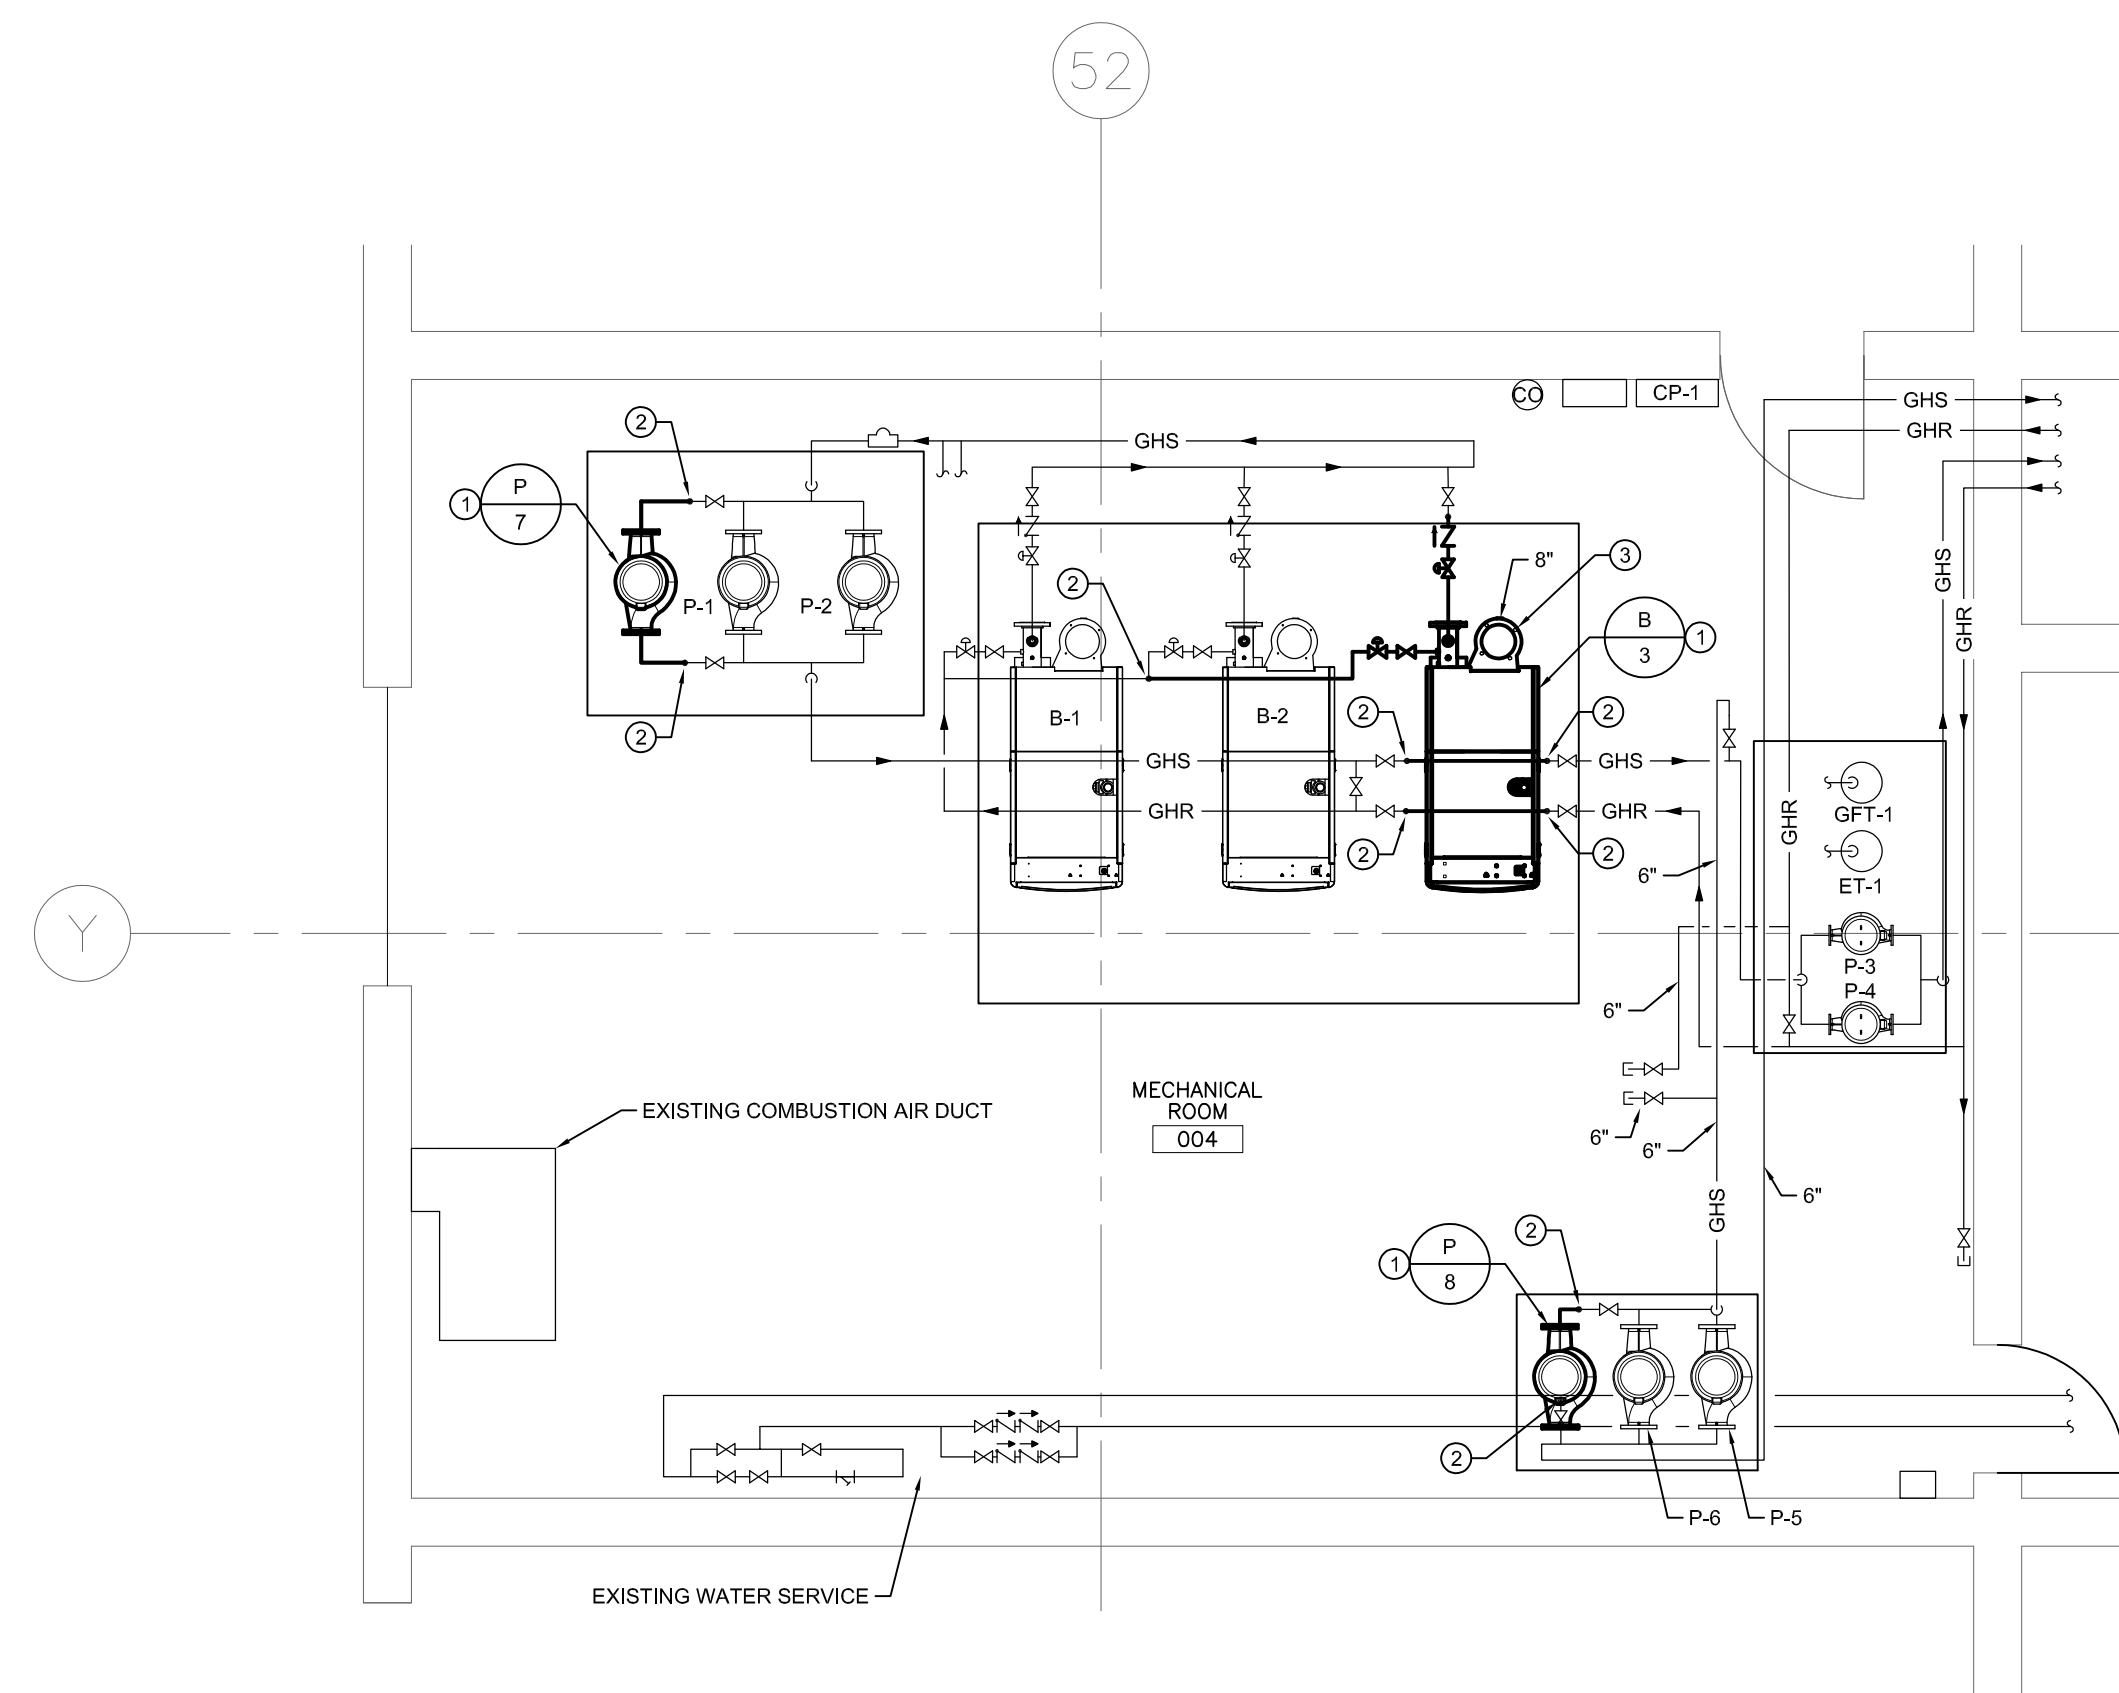 52
CO
CP-1
GHS
GHR
2
GHS
1
P
7
8"
3
GHS
2
P-1
P-2
B
3
1
GHR
B-1
B-2
2
2
2
GHS
GHS
GHR
GHR
GHR
GFT-1
2
2
6"
ET-1
Y
P-3
P-4
6"
MECHANICAL
ROOM
004
EXISTING COMBUSTION AIR DUCT
6"
6"
6"
GHS
2
1
P
8
2
P-6
P-5
EXISTING WATER SERVICE